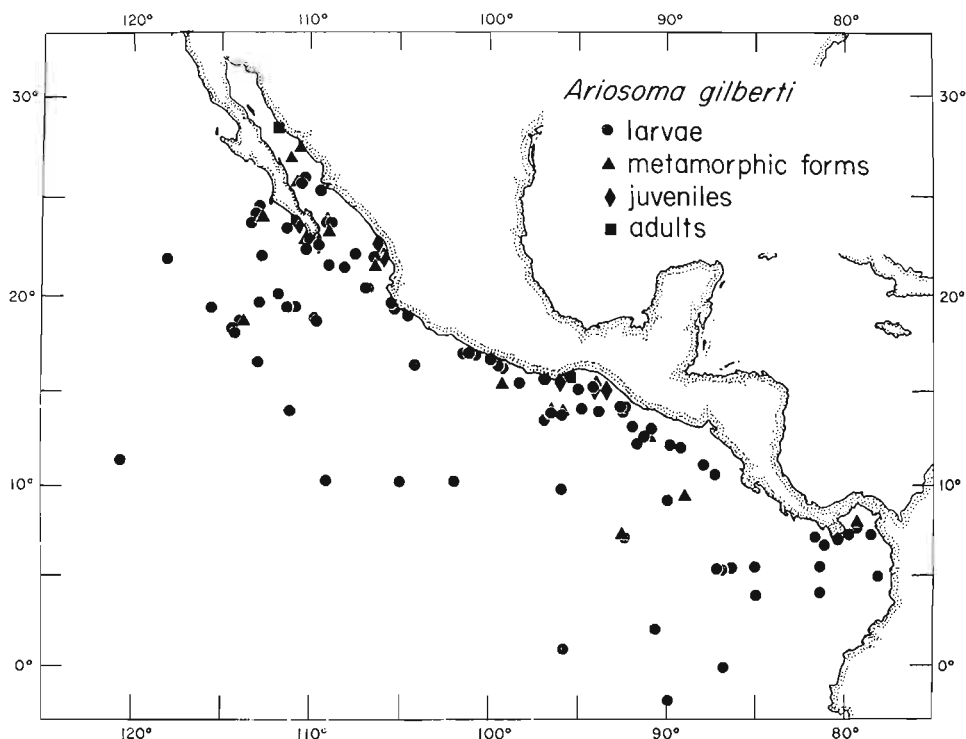 120° 110° 100° 90° 80°
30° 30°
Ariosoma gilberti
larvae
metamorphic forms
juveniles
adults
20° 20°
10° 10°
0° 0°
120° 110° 100° 90° 80°